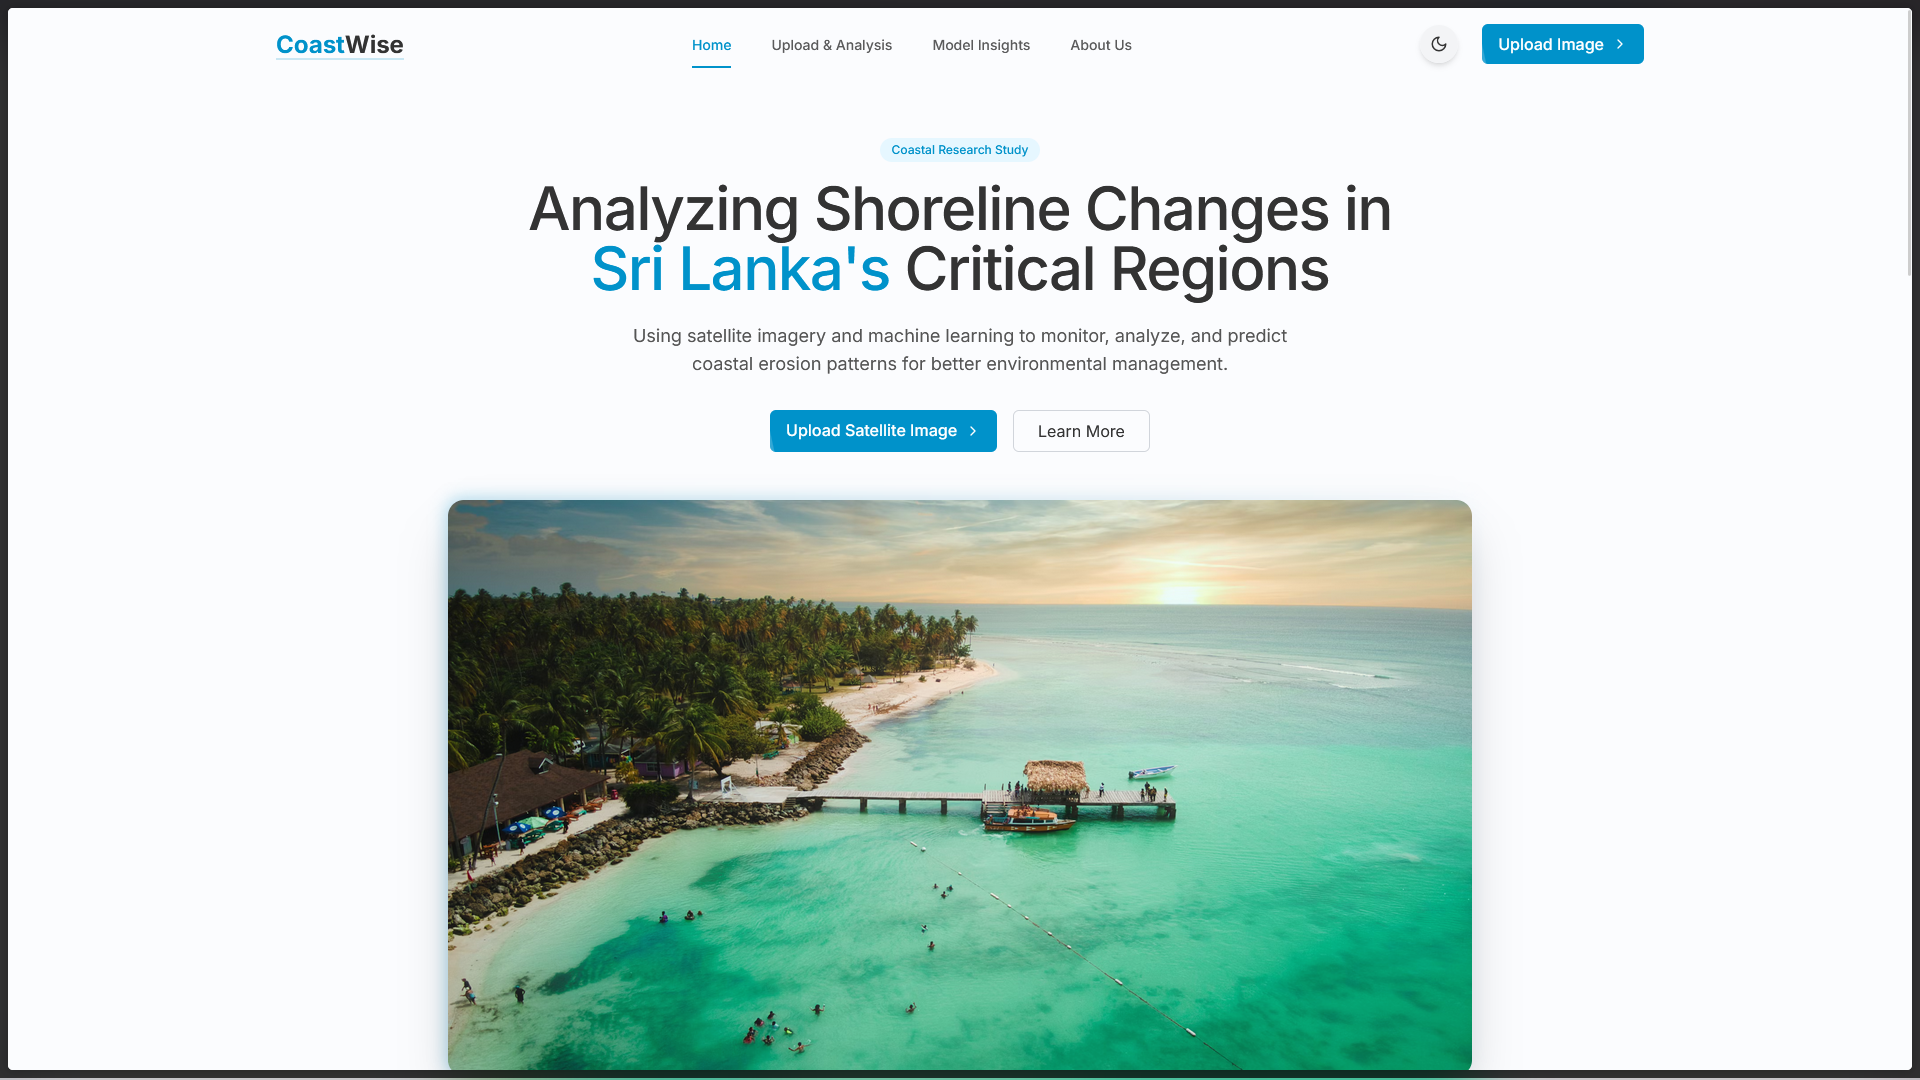 CoastWise
Home
Upload & Analysis
Model Insights
About Us
Upload Image
Coastal Research Study
Analyzing Shoreline Changes in
Sri Lanka's Critical Regions
Using satellite imagery and machine learning to monitor, analyze, and predict
coastal erosion patterns for better environmental management.
Upload Satellite Image
Learn More